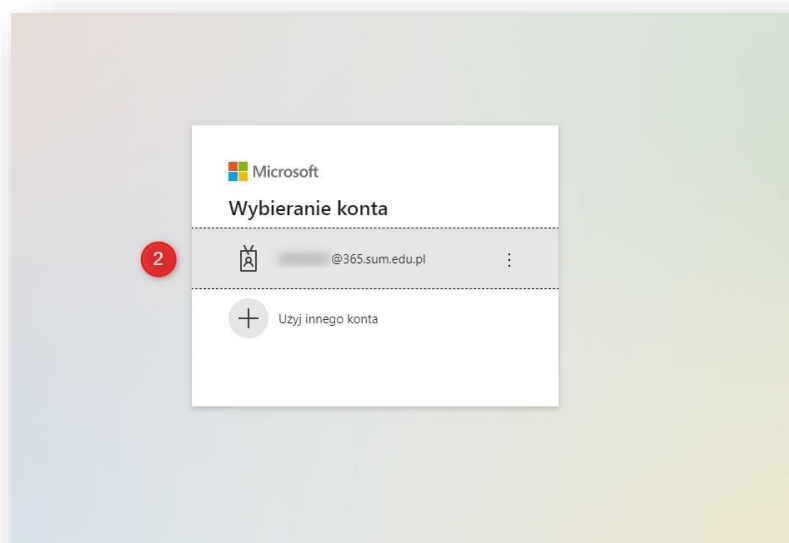 Microsoft
Wybieranie konta
2
@365.sum.edu.pl
Użyj innego konta